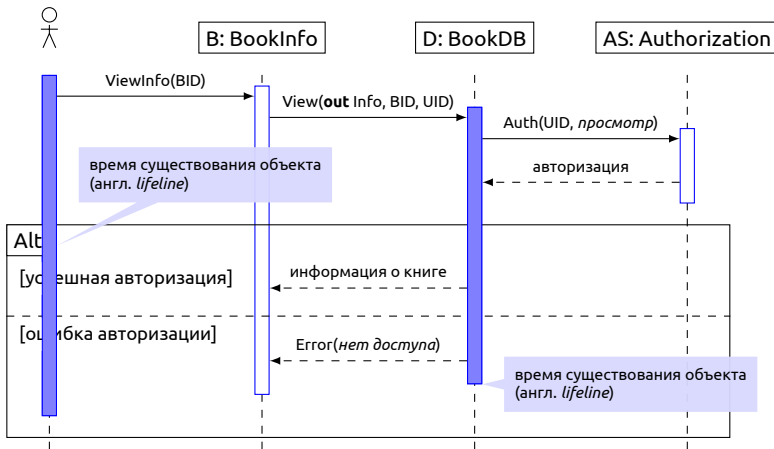 B: BookInfo
D: BookDB
AS: Authorization
ViewInfo(BID)
View(out Info, BID, UID)
Auth(UID, просмотр)
время существования объекта
(англ. lifeline)
авторизация
Alt
[успешная авторизация]
информация о книге
[ошибка авторизации]
Error(нет доступа)
время существования объекта
(англ. lifeline)